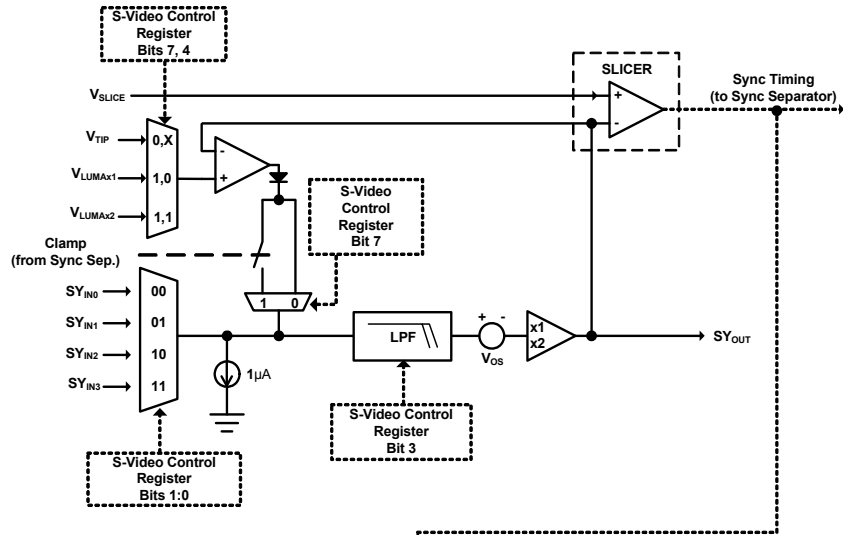 S-Video Control
Register
Bits 7, 4
SLICER
Sync Timing
(to Sync Separator)
VSLICE
+
-
VTIP
0,X
-
VLUMAx1
1,0
+
S-Video
Control
Register
Bit 7
VLUMAx2
1,1
Clamp
(from Sync Sep.)
1 0
SYIN0
00
SYIN1
01
SYIN2
10
SYIN3
11
LPF
+ -
VOS
x1
x2
SYOUT
1µA
S-Video Control
Register
Bit 3
S-Video Control
Register
Bits 1:0